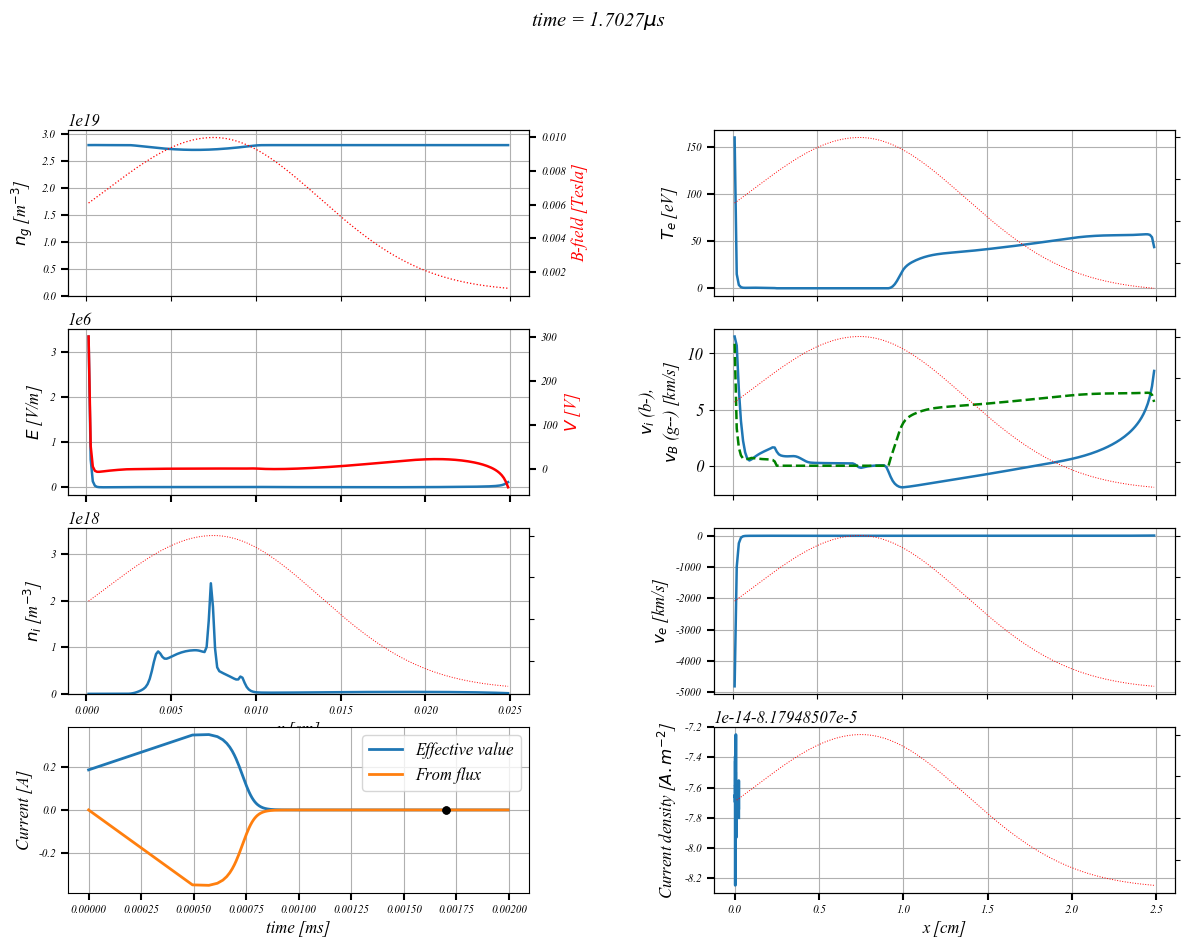 time = 1.7027μs
1e19
n_g [m^{-3}]
3.0
2.5
2.0
1.5
1.0
0.5
0.0
0.010
0.008
0.006
0.004
0.002
B-field [Tesla]
T_e [eV]
150
100
50
0
1e6
E [V/m]
3
2
1
0
300
200
100
0
V [V]
v_i (b-),
v_B (g--) [km/s]
10
5
0
1e18
n_i [m^{-3}]
3
2
1
0
0.000 0.005 0.010 0.015 0.020 0.025
v_e [km/s]
0
-1000
-2000
-3000
-4000
-5000
Current [A]
0.2
0.0
-0.2
Effective value
From flux
0.00000 0.00025 0.00050 0.00075 0.00100 0.00125 0.00150 0.00175 0.00200
time [ms]
1e-14-8.17948507e-5
Current density [A.m^{-2}]
-7.2
-7.4
-7.6
-7.8
-8.0
-8.2
0.0 0.5 1.0 1.5 2.0 2.5
x [cm]